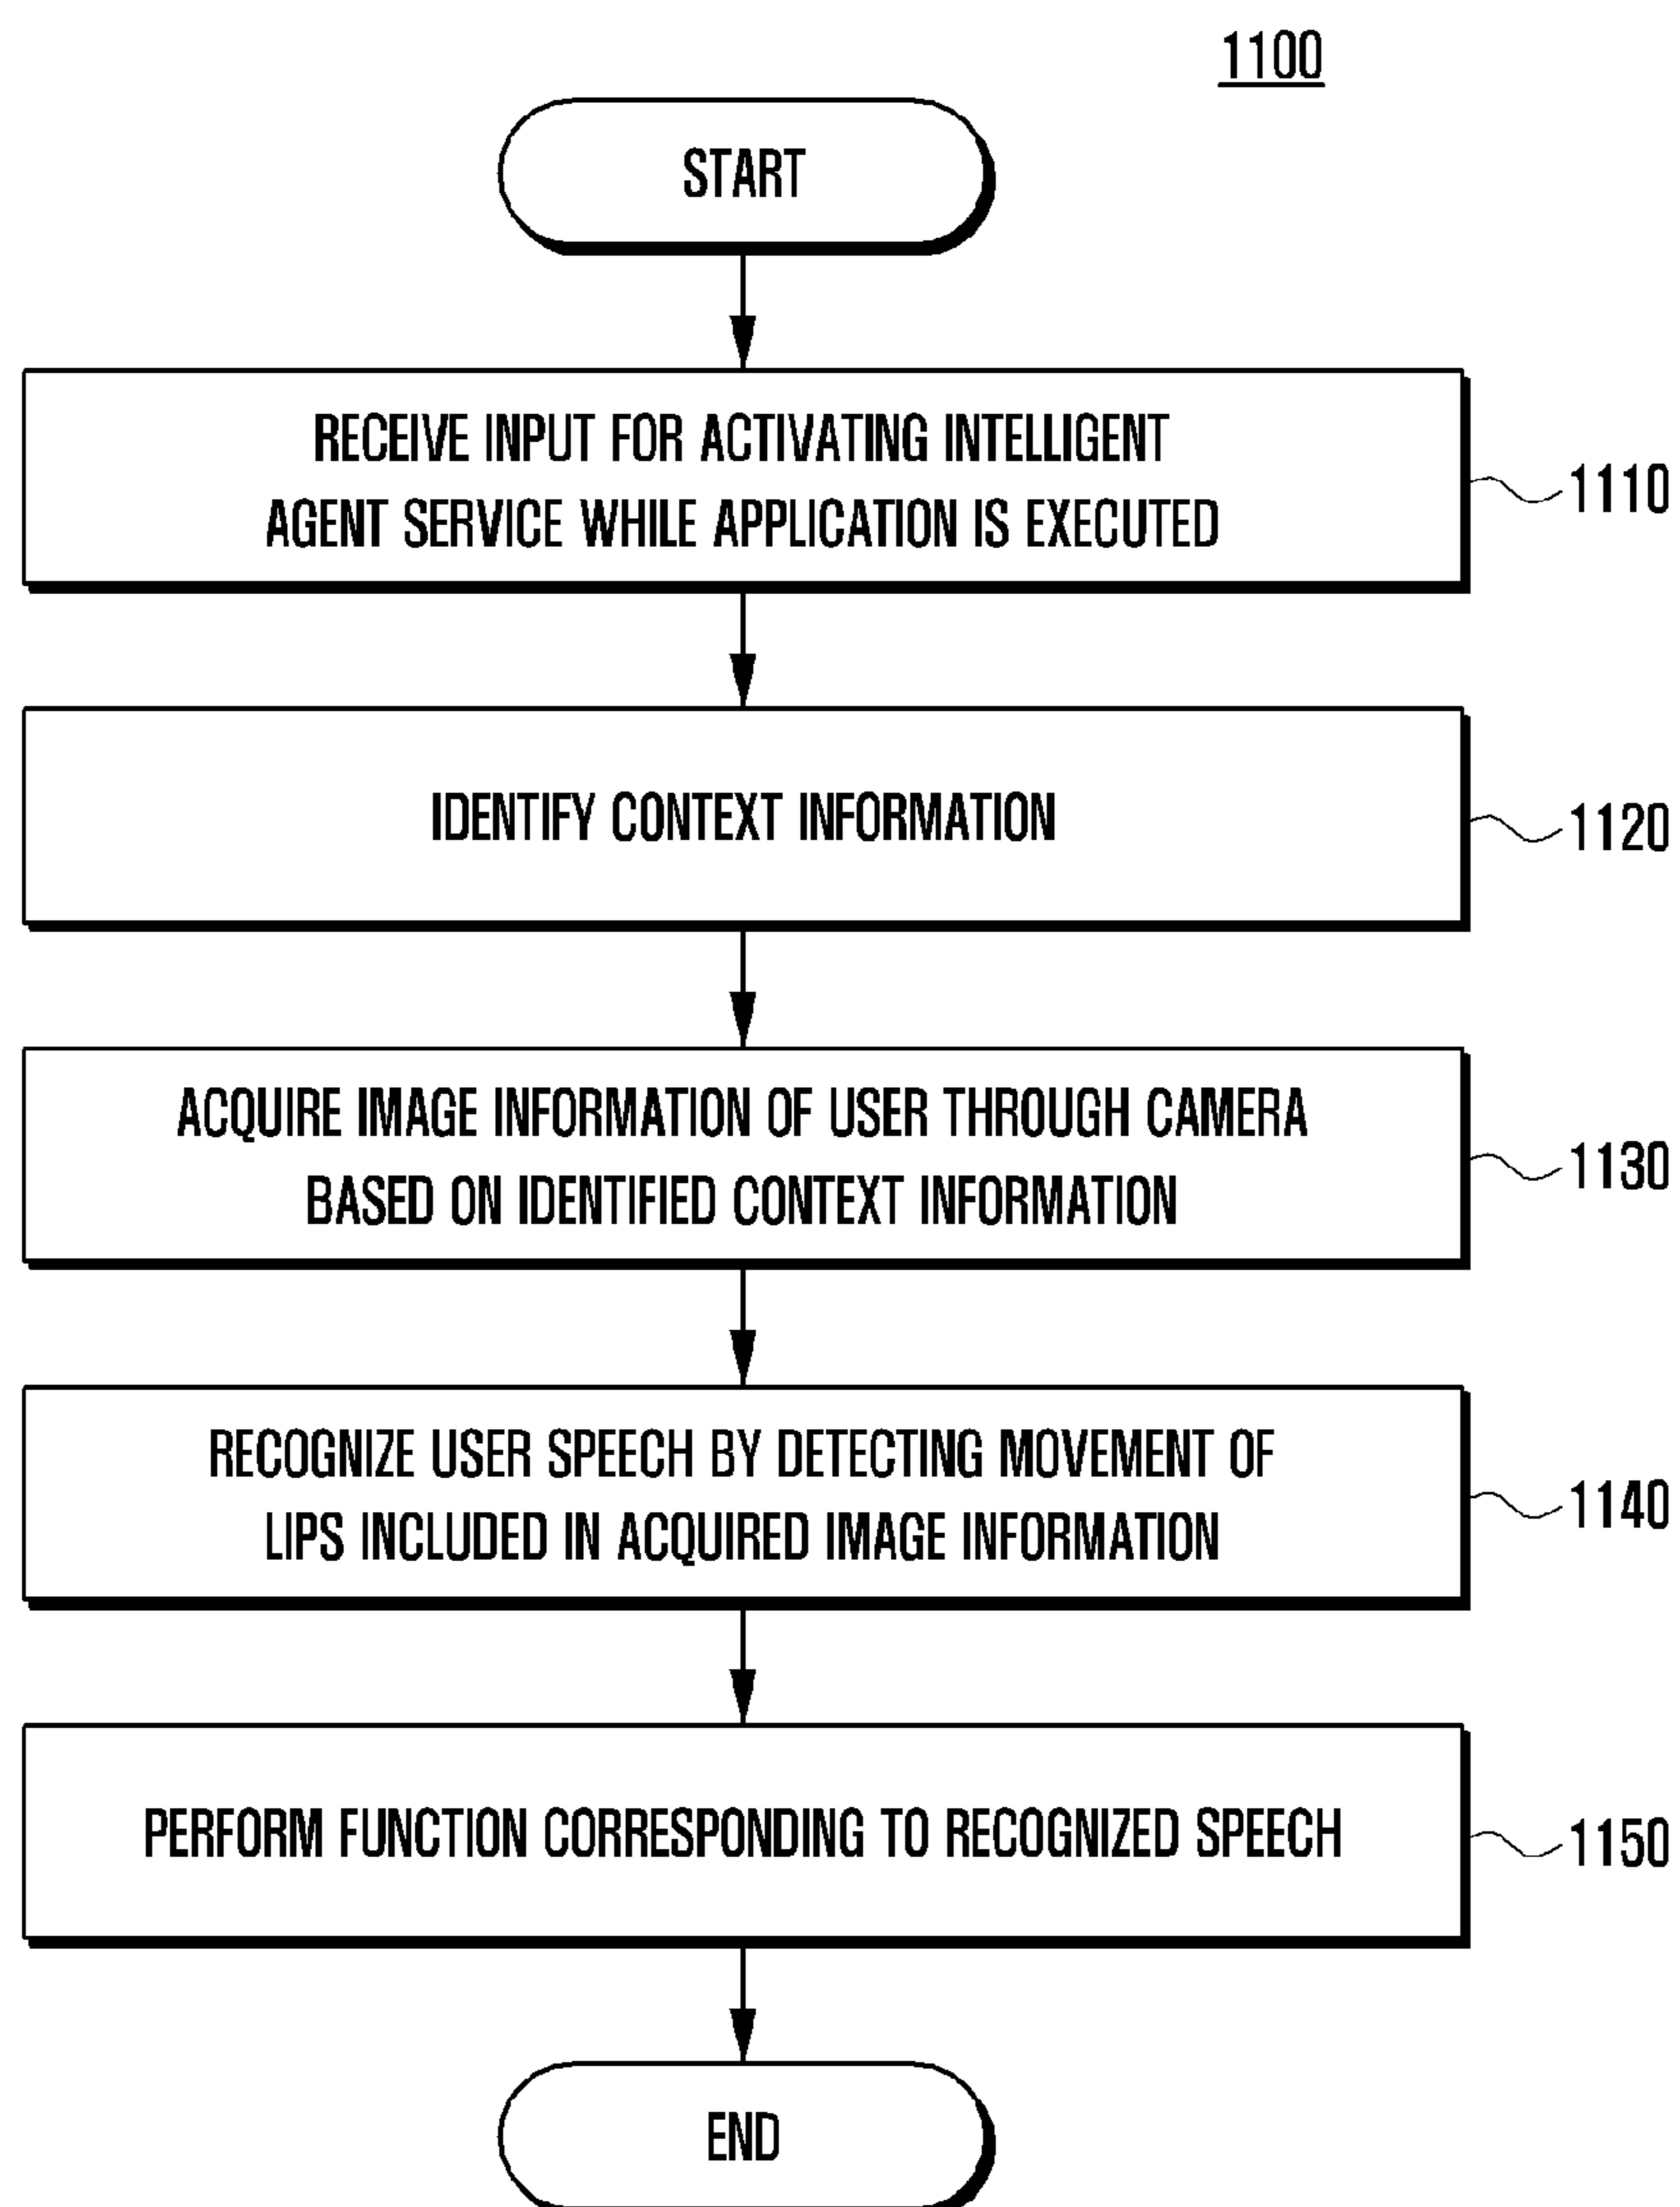 1100
START
RECEIVE INPUT FOR ACTIVATING INTELLIGENT
AGENT SERVICE WHILE APPLICATION IS EXECUTED
1110
IDENTIFY CONTEXT INFORMATION
1120
ACQUIRE IMAGE INFORMATION OF USER THROUGH CAMERA
BASED ON IDENTIFIED CONTEXT INFORMATION
1130
RECOGNIZE USER SPEECH BY DETECTING MOVEMENT OF
LIPS INCLUDED IN ACQUIRED IMAGE INFORMATION
1140
PERFORM FUNCTION CORRESPONDING TO RECOGNIZED SPEECH
1150
END